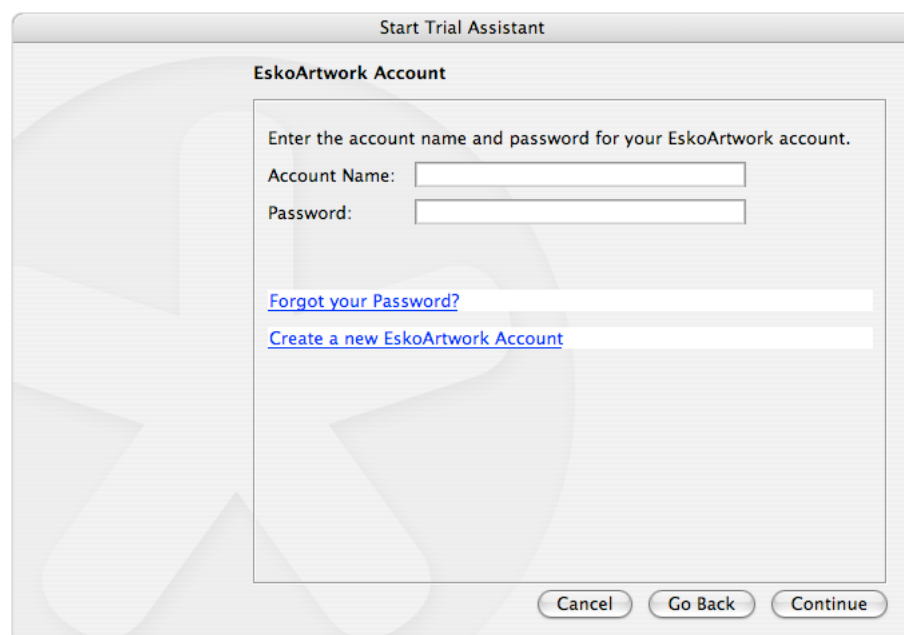 Start Trial Assistant
EskoArtwork Account
Enter the account name and password for your EskoArtwork account.
Account Name:
Password:
Forgot your Password?
Create a new EskoArtwork Account
Cancel Go Back Continue